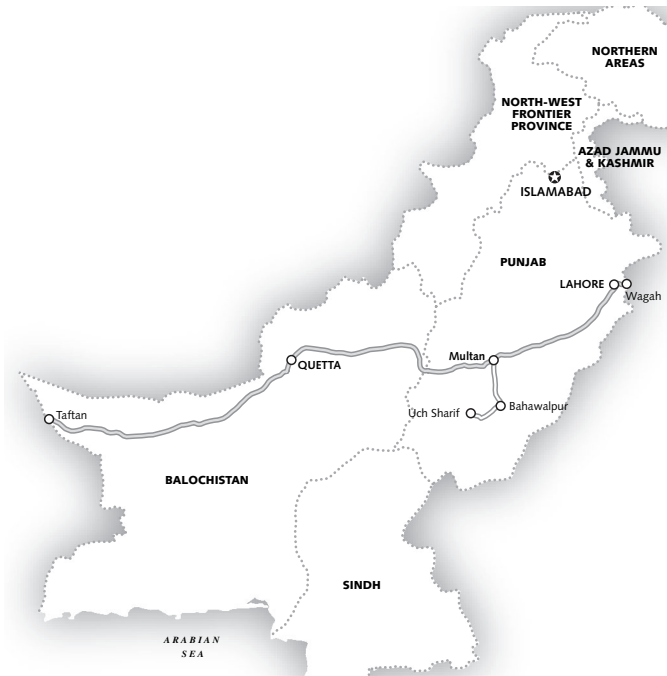 NORTHERN
AREAS
NORTH-WEST
FRONTIER
PROVINCE
AZAD JAMMU
& KASHMIR
ISLAMABAD
PUNJAB
LAHORE
Wagah
Multan
QUETTA
Bahawalpur
Uch Sharif
Taftan
BALOCHISTAN
SINDH
ARABIAN
SEA